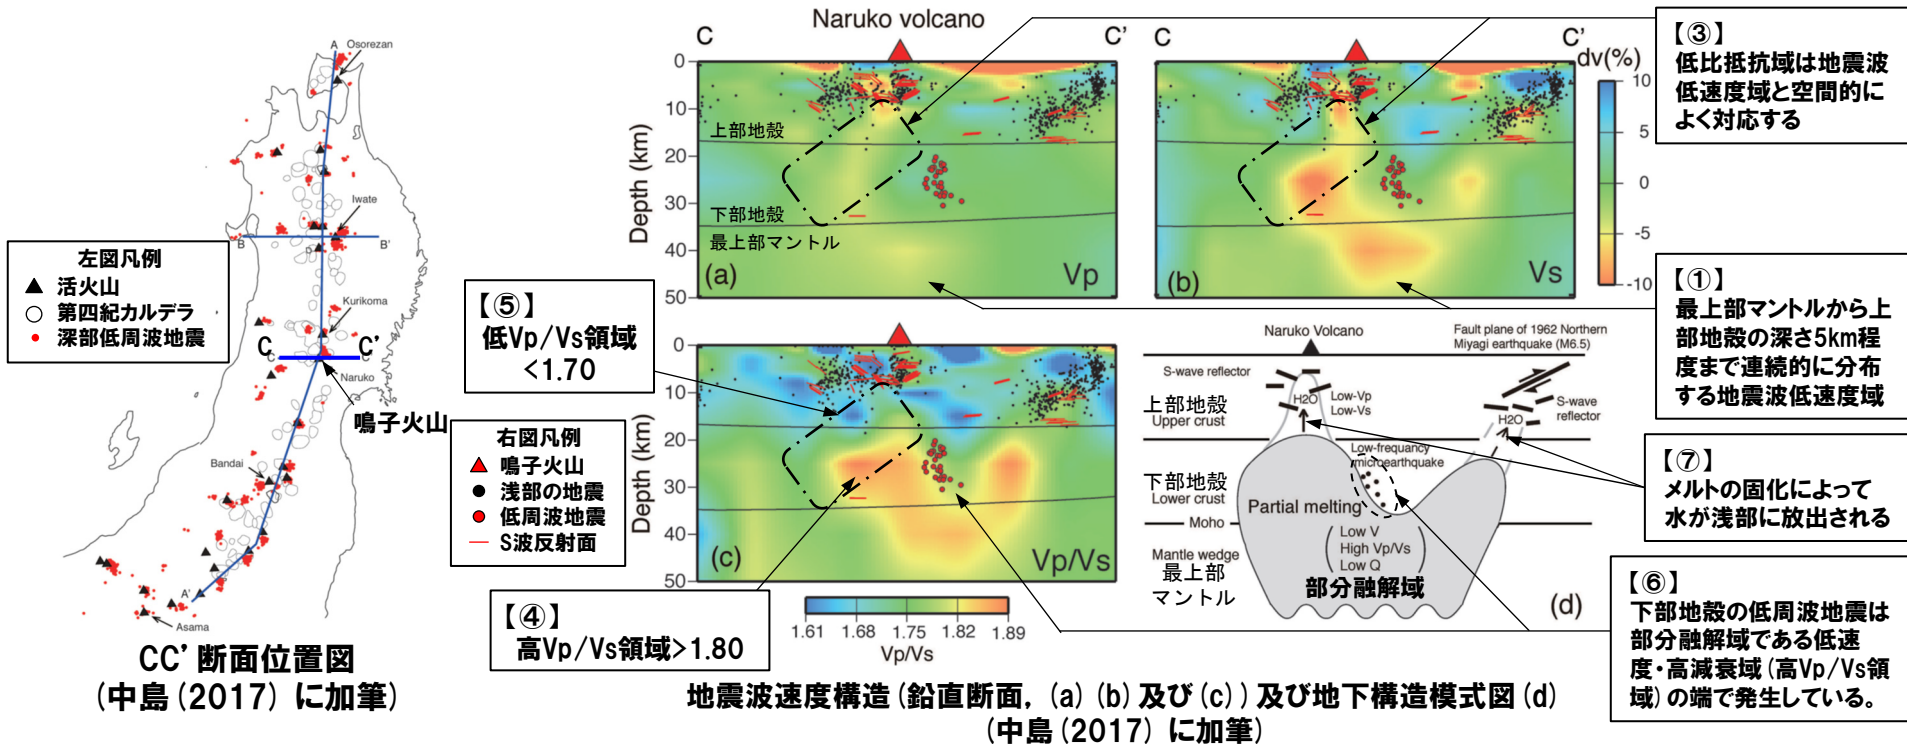 A
Osorezan
Iwate
B
B'
D
Kurikoma
C
C'
C
Naruko
鳴子火山
Bandai
A'
Asama
左図凡例
活火山
第四紀カルデラ
深部低周波地震
CC’断面位置図
(中島(2017)に加筆)
Naruko volcano
C
C'
C
C'
0
10
20
30
40
50
Depth (km)
上部地殻
下部地殻
最上部マントル
(a)
Vp
(b)
Vs
dv(%)
10
5
0
-5
-10
【③】
低比抵抗域は地震波
低速度域と空間的に
よく対応する
【①】
最上部マントルから上
部地殻の深さ5km程
度まで連続的に分布
する地震波低速度域
【⑤】
低Vp/Vs領域
<1.70
右図凡例
鳴子火山
浅部の地震
低周波地震
S波反射面
0
10
20
30
40
50
Depth (km)
(c)
Vp/Vs
【④】
高Vp/Vs領域>1.80
1.61
1.68
1.75
1.82
1.89
Vp/Vs
Naruko Volcano
Fault plane of 1962 Northern
Miyagi earthquake (M6.5)
S-wave reflector
H2O
Low-Vp
Low-Vs
上部地殻
Upper crust
H2O
S-wave
reflector
Low-frequency
microearthquake
下部地殻
Lower crust
Partial melting
Moho
Low V
High Vp/Vs
Low Q
Mantle wedge
最上部
マントル
部分融解域
(d)
【⑦】
メルトの固化によって
水が浅部に放出される
【⑥】
下部地殻の低周波地震は
部分融解域である低速
度・高減衰域(高Vp/Vs領
域)の端で発生している。
地震波速度構造(鉛直断面, (a)(b)及び(c))及び地下構造模式図(d)
(中島(2017)に加筆)